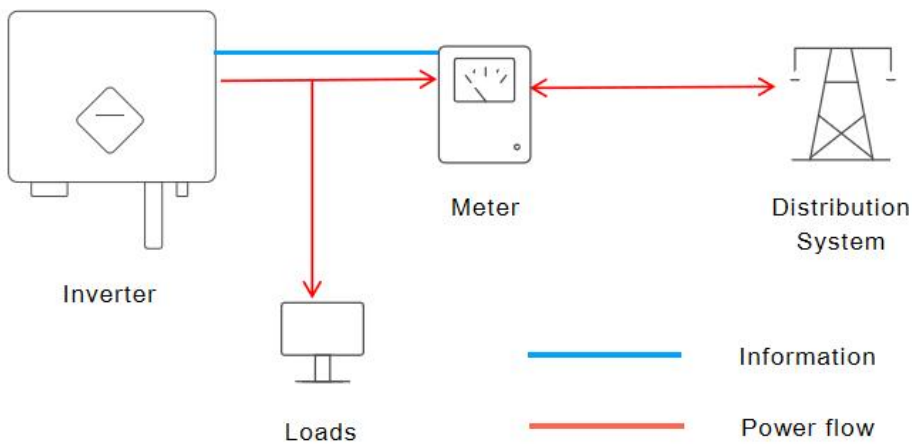 Meter
Distribution
System
Inverter
Information
Loads
Power flow